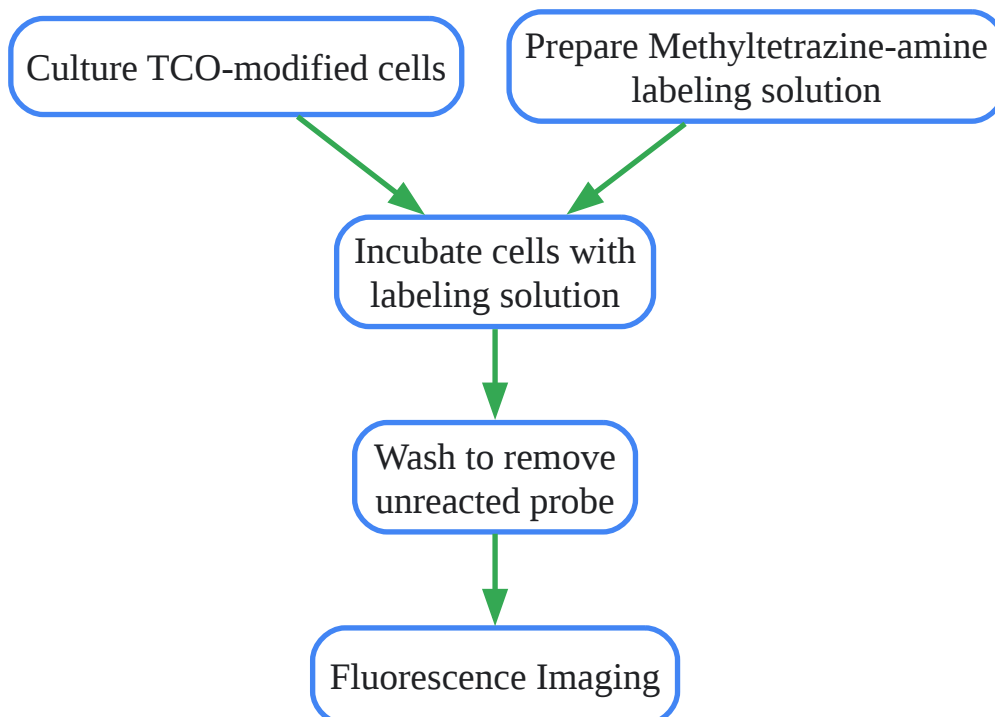 Culture TCO-modified cells
Prepare Methyltetrazine-amine
labeling solution
Incubate cells with
labeling solution
Wash to remove
unreacted probe
Fluorescence Imaging